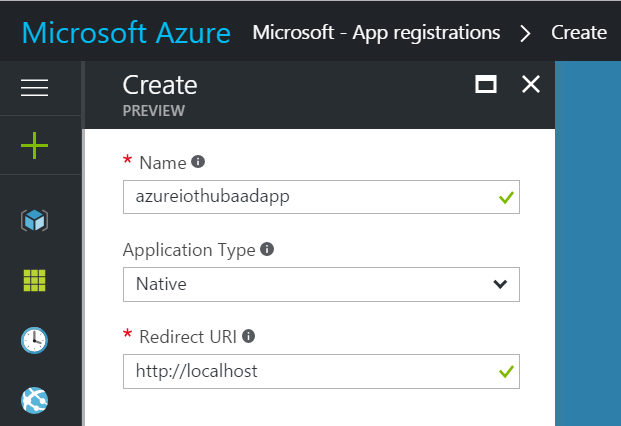 Microsoft Azure Microsoft - App registrations > Create
Create
PREVIEW
* Name
azureiothubaadapp
Application Type
Native
* Redirect URI
http://localhost